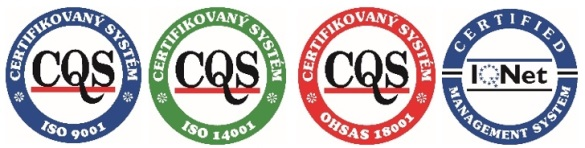 CERTIFIKOVANÝ SYSTÉM
CQS
ISO 9001
CERTIFIKOVANÝ SYSTÉM
CQS
ISO 14001
CERTIFIKOVANÝ SYSTÉM
CQS
OHSAS 18001
CERTIFIED
IQNet
MANAGEMENT SYSTEM